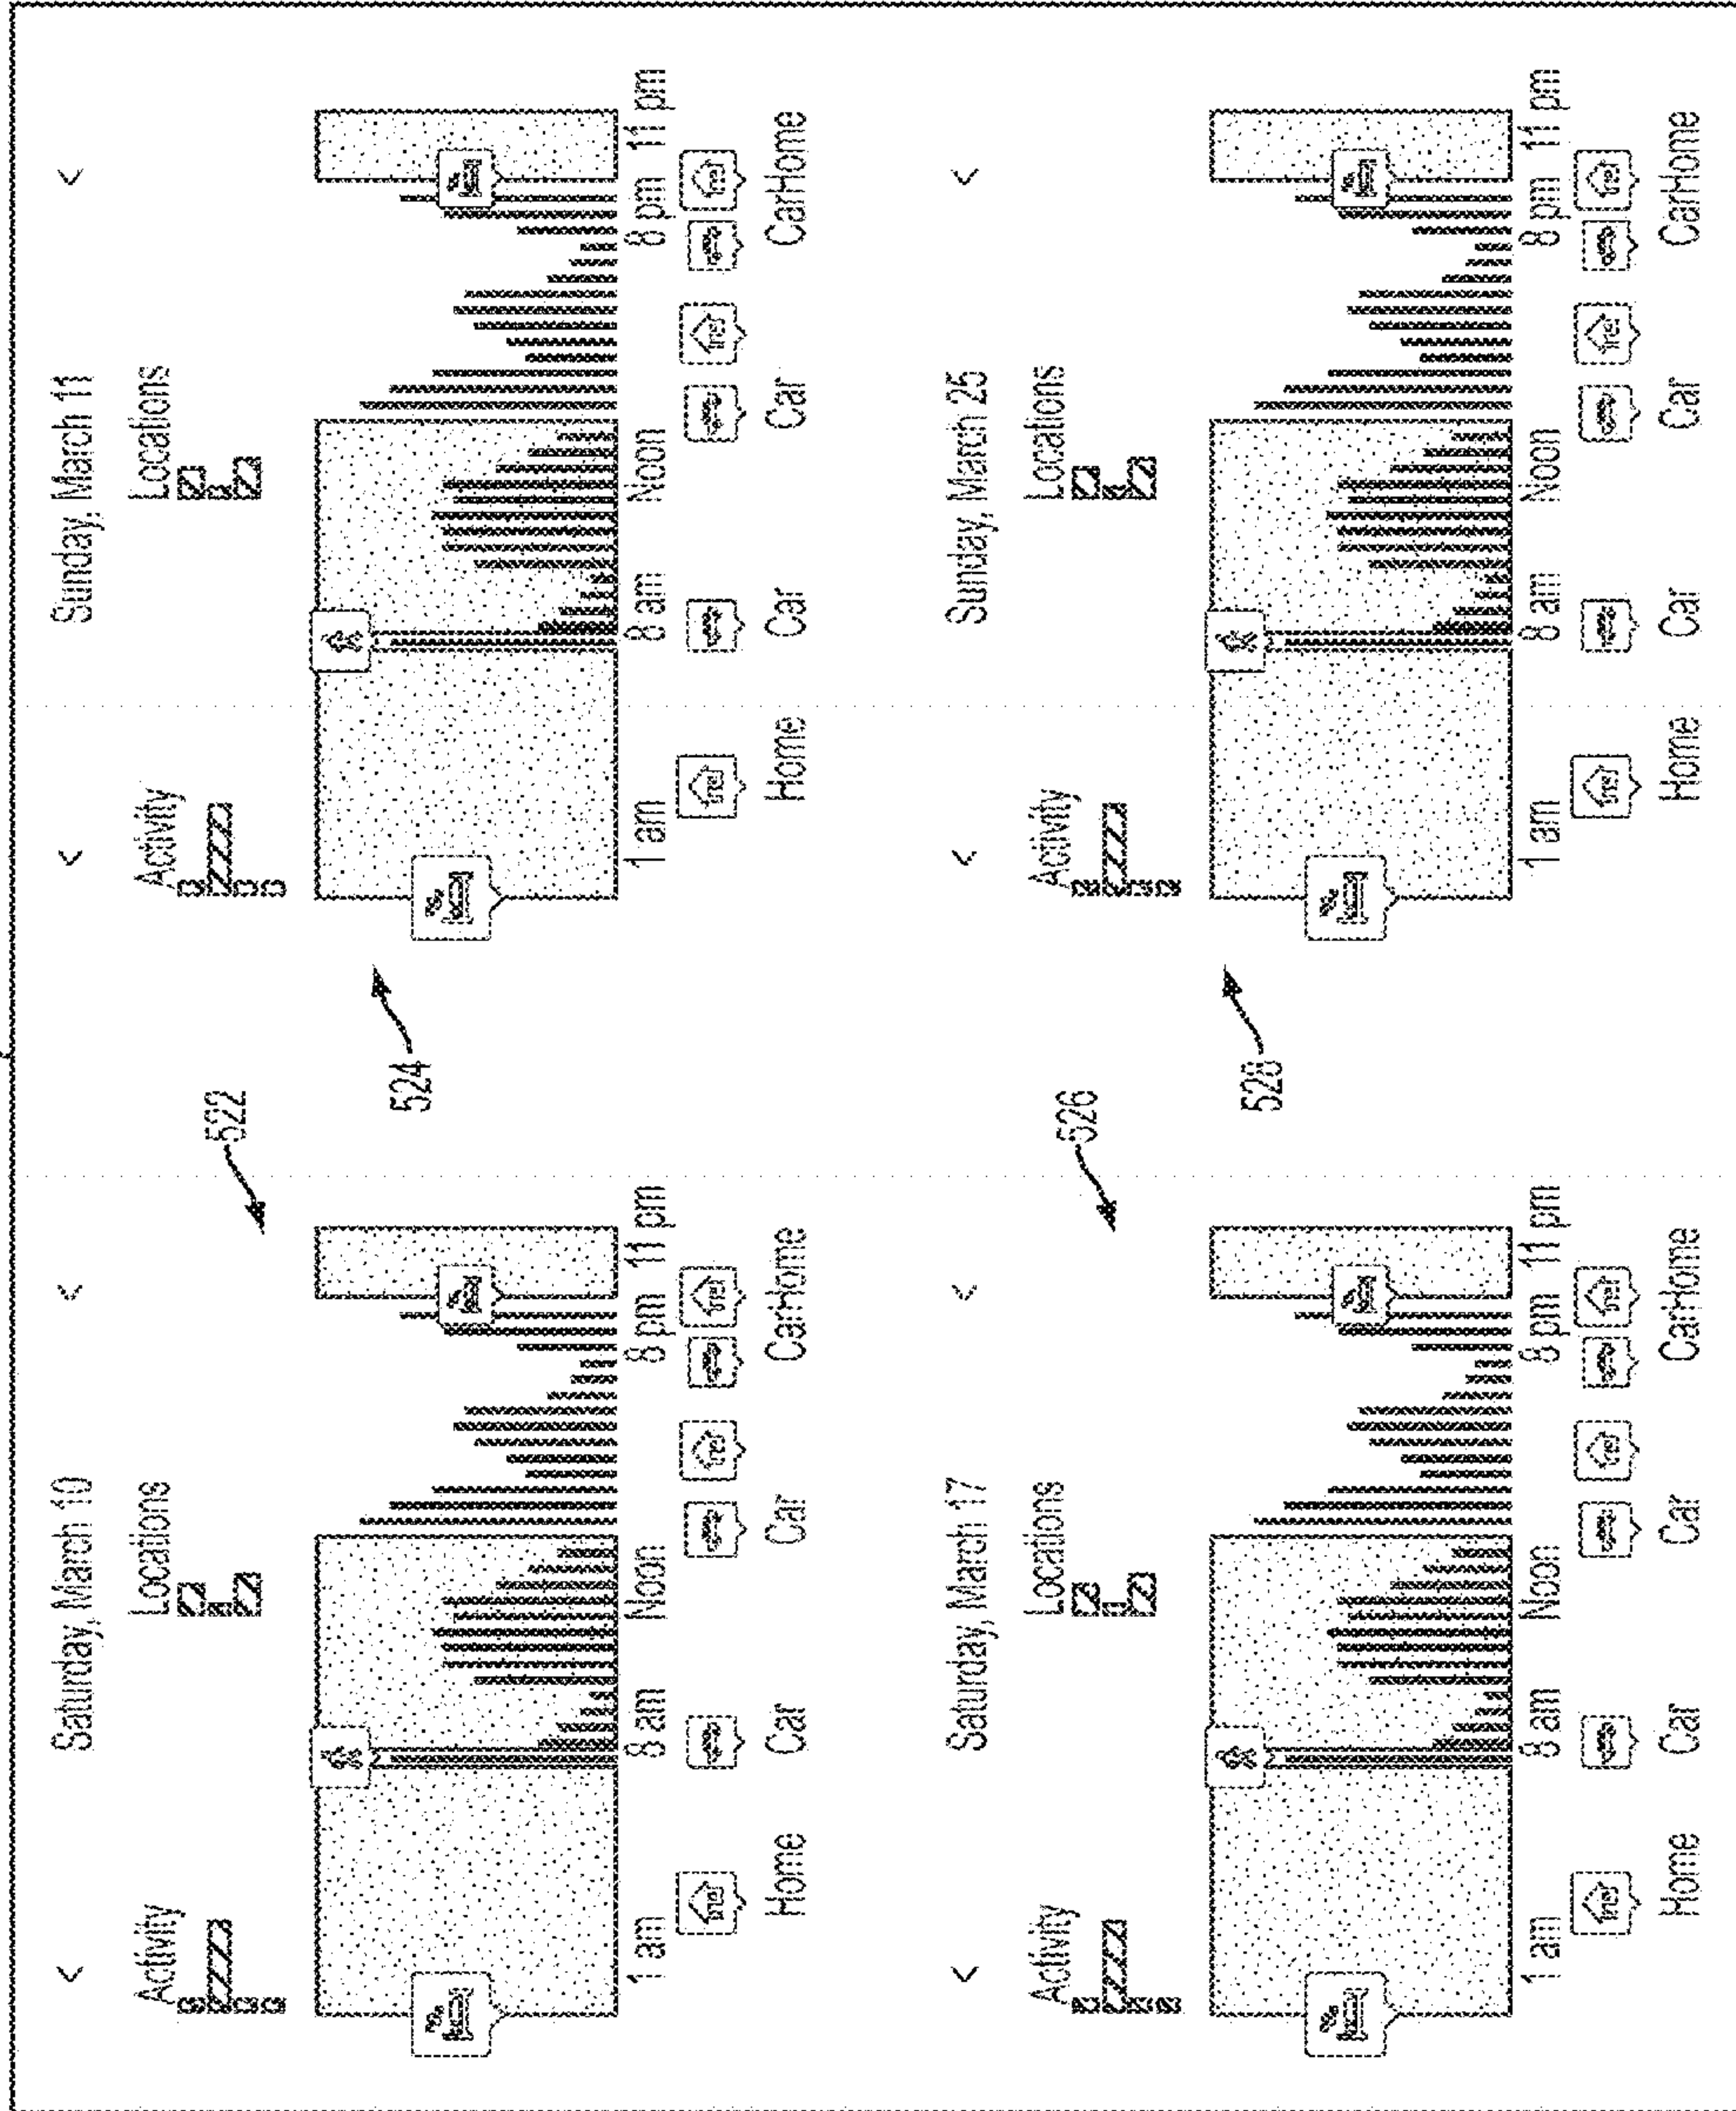 Saturday, March 10
Activity
Locations
1 am
8 am
Noon
8 pm
11 pm
Home
Car
Car
CarHome
522
Sunday, March 11
Activity
Locations
1 am
8 am
Noon
8 pm
11 pm
Home
Car
Car
CarHome
524
Saturday, March 17
Activity
Locations
1 am
8 am
Noon
8 pm
11 pm
Home
Car
Car
CarHome
526
Sunday, March 25
Activity
Locations
1 am
8 am
Noon
8 pm
11 pm
Home
Car
Car
CarHome
528